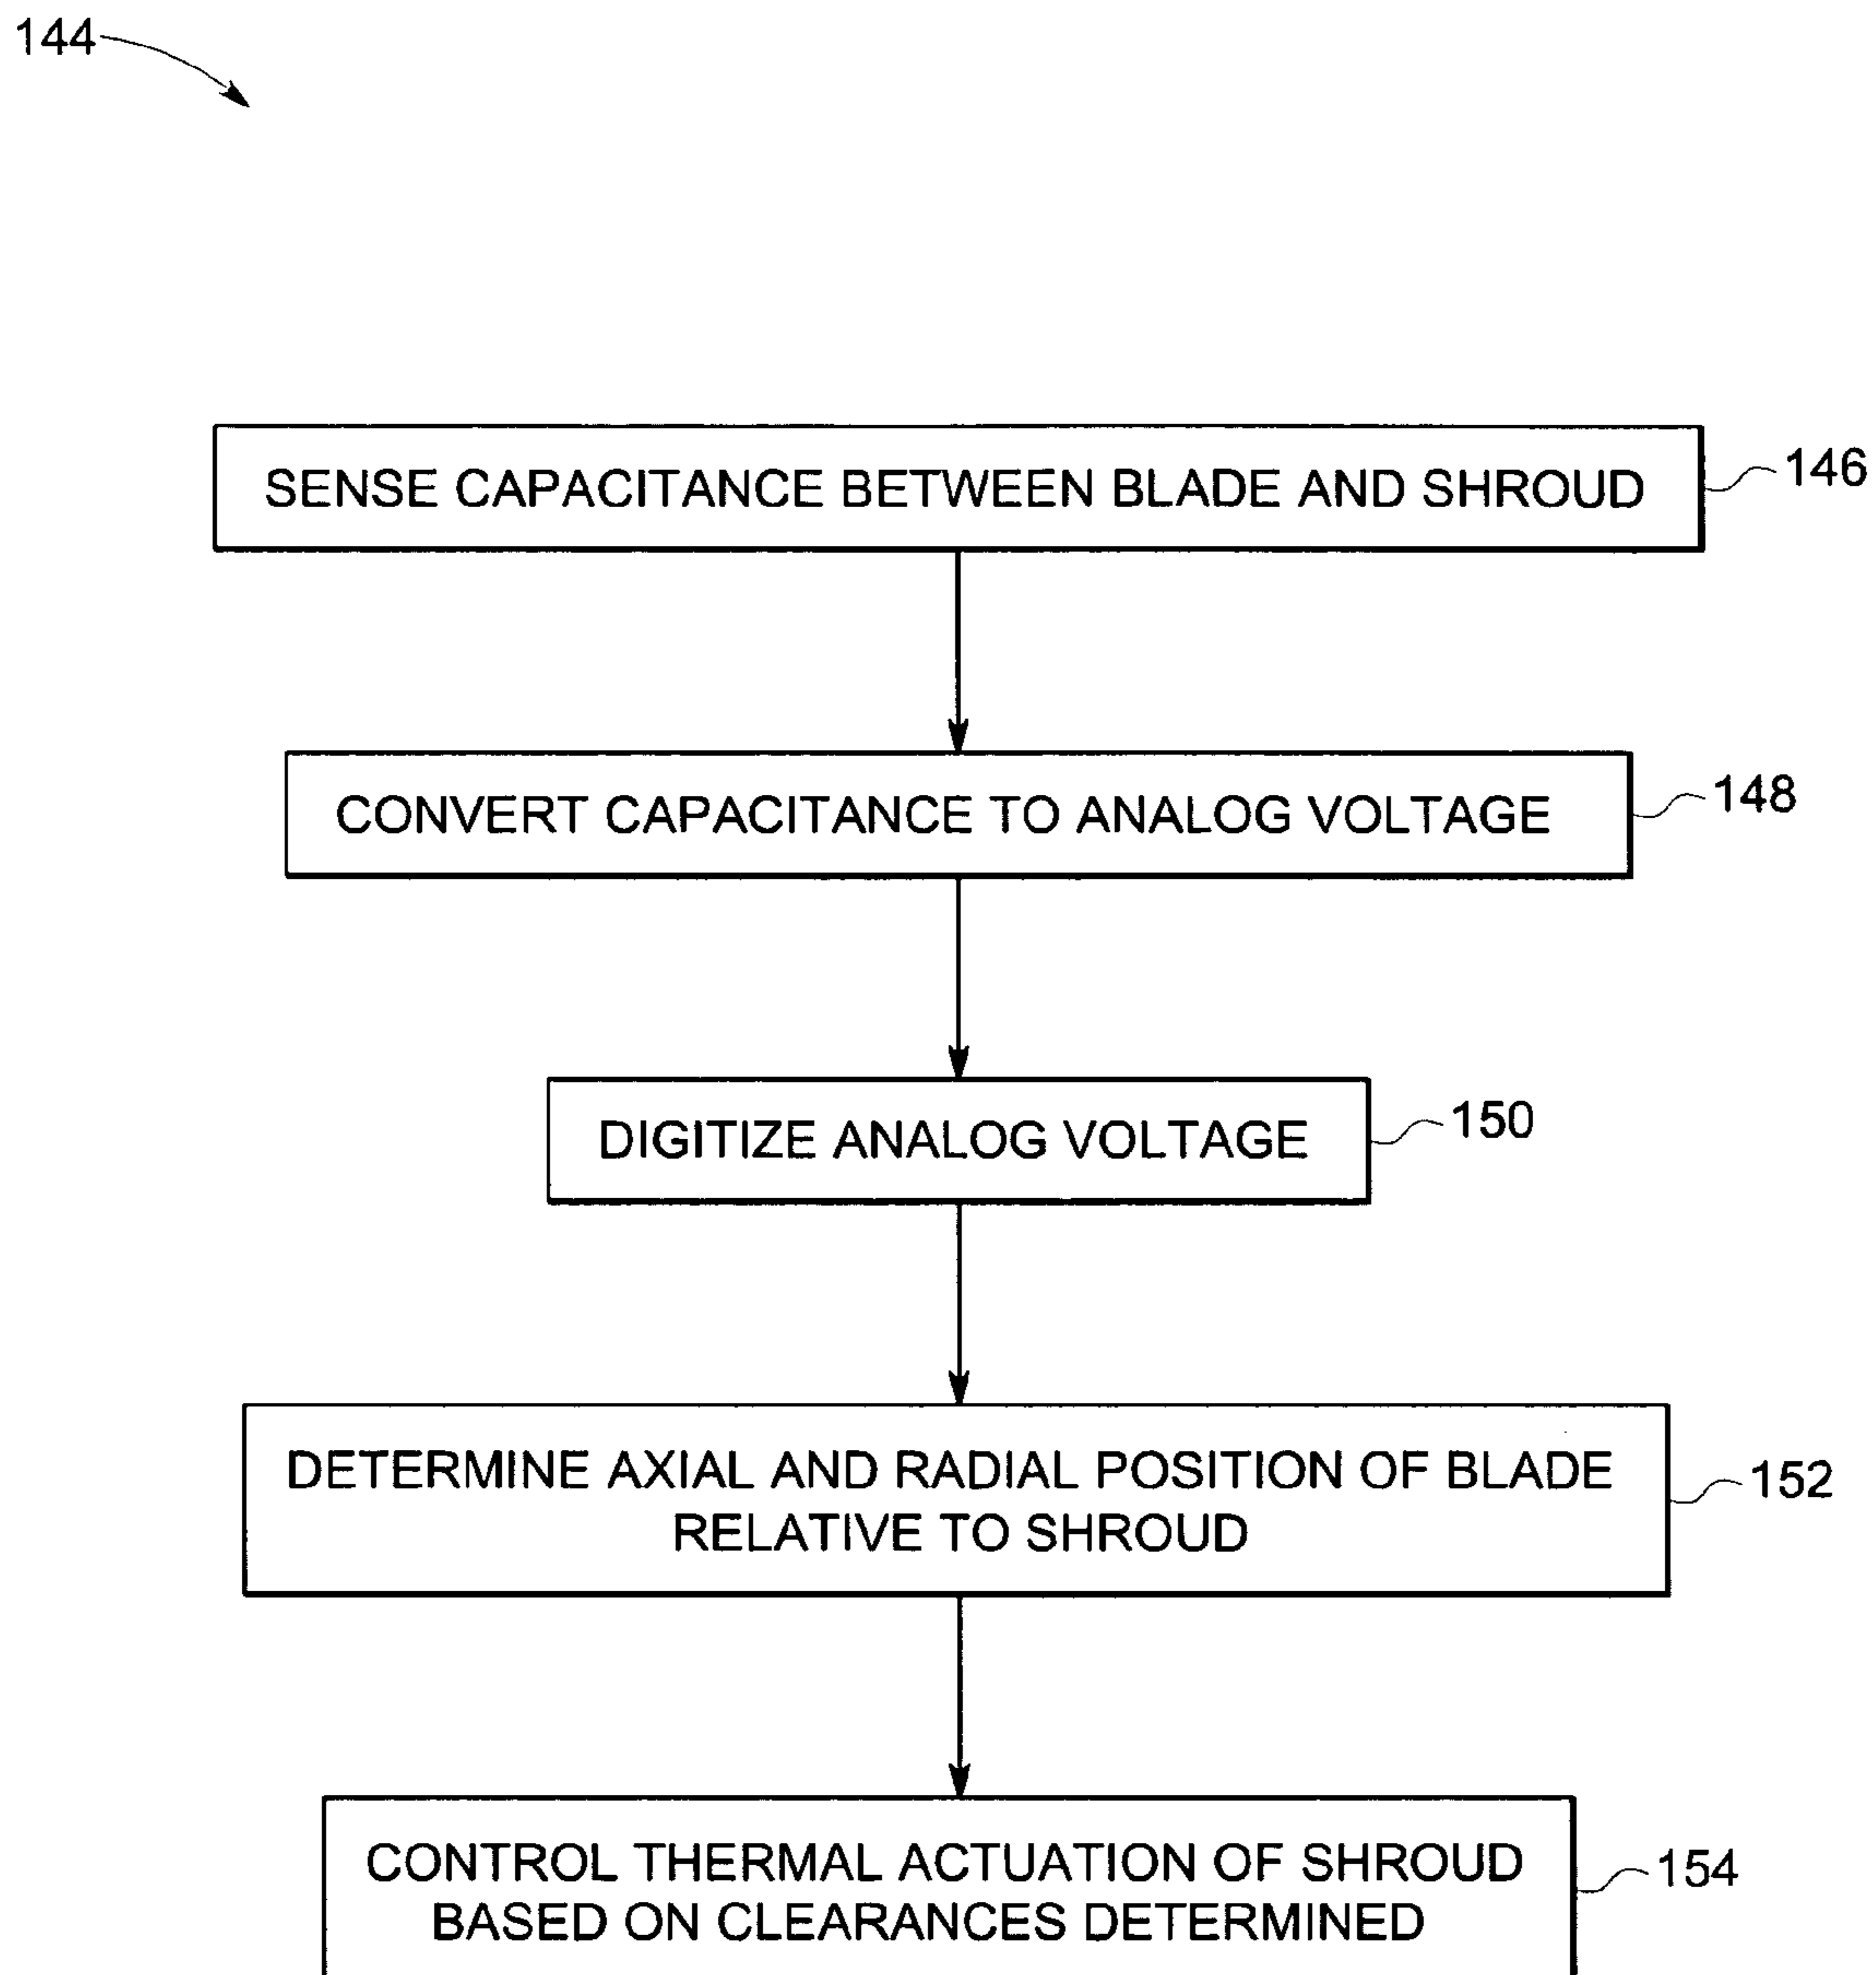 144
SENSE CAPACITANCE BETWEEN BLADE AND SHROUD
146
CONVERT CAPACITANCE TO ANALOG VOLTAGE
148
DIGITIZE ANALOG VOLTAGE
150
DETERMINE AXIAL AND RADIAL POSITION OF BLADE
RELATIVE TO SHROUD
152
CONTROL THERMAL ACTUATION OF SHROUD
BASED ON CLEARANCES DETERMINED
154